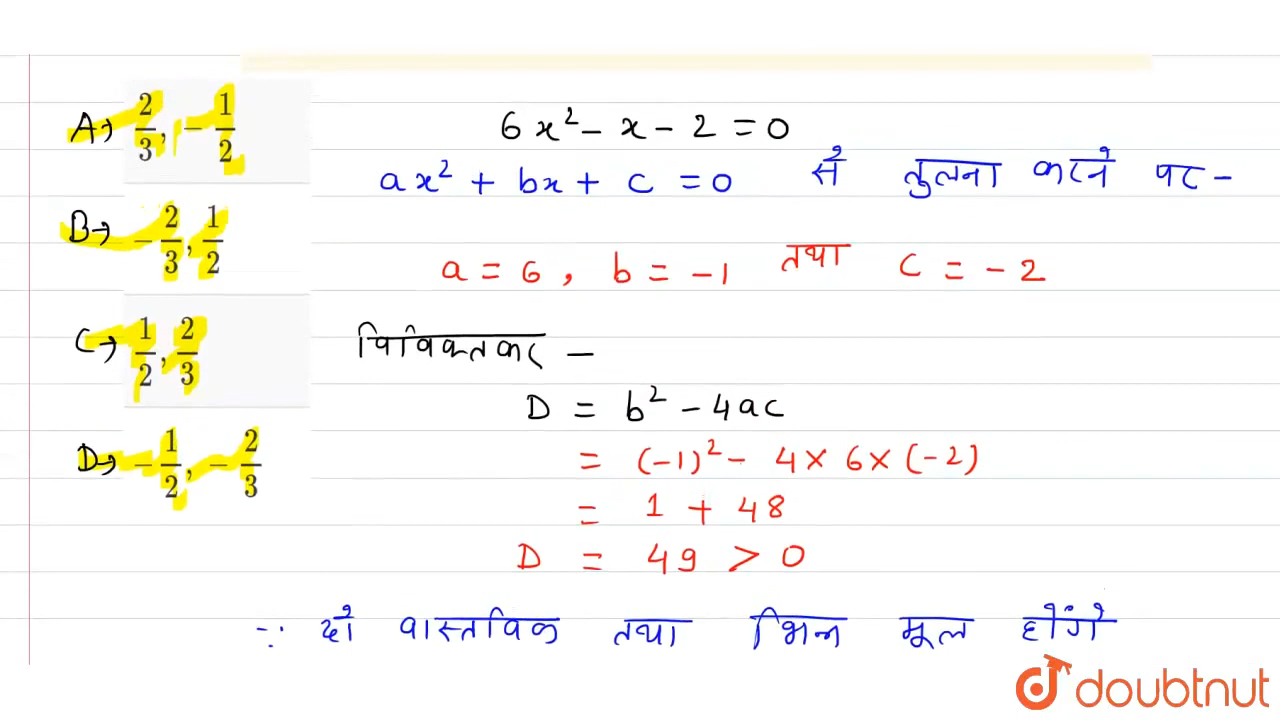 A→ 2/3, -1/2
B→ -2/3, 1/2
C→ 1/2, 2/3
D→ -1/2, -2/3
6x² - x - 2 = 0
ax² + bx + c = 0 से तुलना करने पर -
a = 6, b = -1 तथा c = -2
विविक्तकर -
D = b² - 4ac
= (-1)² - 4 × 6 × (-2)
= 1 + 48
D = 49 > 0
∵ दो वास्तविक तथा भिन्न मूल होंगे
doubtnut